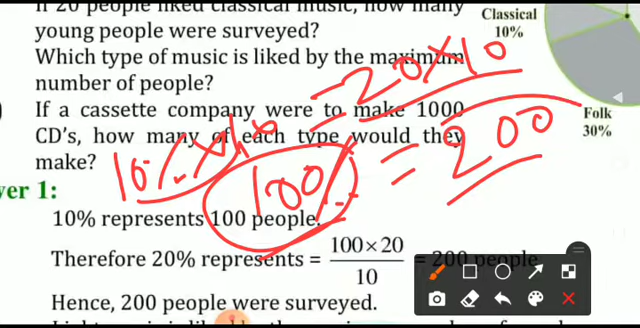 If 20 people liked classical music, how many
young people were surveyed?
Which type of music is liked by the maximum
number of people?
If a cassette company were to make 1000
CD's, how many of each type would they
make?
Classical
10%
Folk
30%
= 20 × 10
= 200
10% × 10
100%
er 1:
10% represents 100 people.
Therefore 20% represents = 100 × 20 / 10 = 200 people
Hence, 200 people were surveyed.